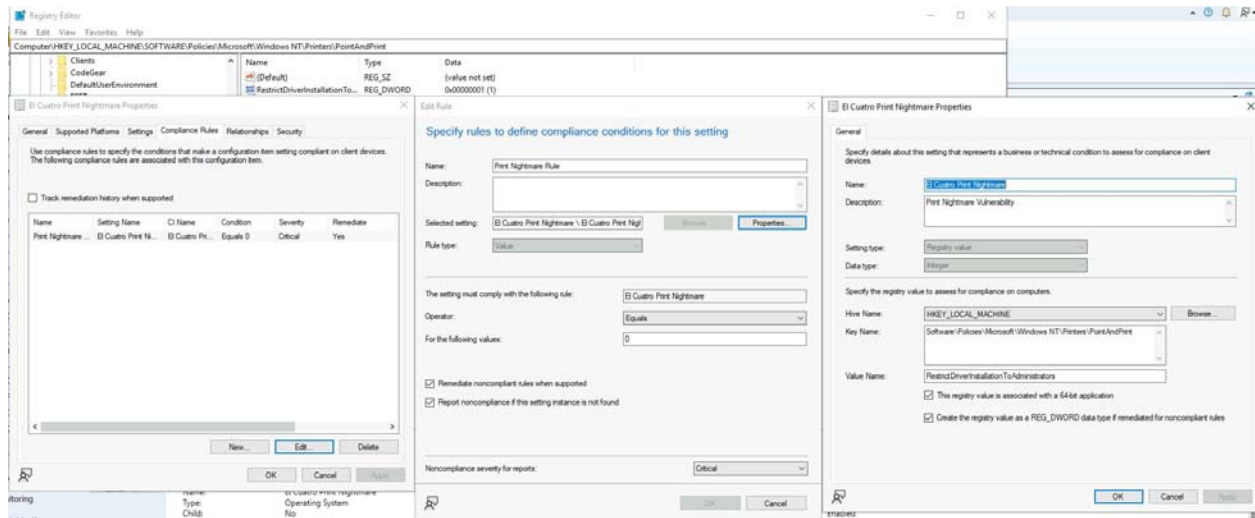 Registry Editor
File Edit View Favorites Help
Computer\HKEY_LOCAL_MACHINE\SOFTWARE\Policies\Microsoft\Windows NT\Printers\PointAndPrint
Clients
CodeGear
DefaultUserEnvironment
Name Type Data
(Default) REG_SZ (value not set)
RestrictDriverInstallationTo... REG_DWORD 0x00000001 (1)
El Cuatro Print Nightmare Properties
General Supported Platforms Settings Compliance Rules Relationships Security
Use compliance rules to specify the conditions that make a configuration item setting compliant on client devices.
The following compliance rules are associated with this configuration item.
Track remediation history when supported
Name Setting Name CI Name Condition Severity Remediate
Print Nightmare ... El Cuatro Print Ni... El Cuatro Pri... Equals 0 Critical Yes
New... Edit... Delete
OK Cancel Apply
Edit Rule
Specify rules to define compliance conditions for this setting
Name: Print Nightmare Rule
Description:
Selected setting: El Cuatro Print Nightmare \ El Cuatro Print Nigh Browse... Properties...
Rule type: Value
The setting must comply with the following rule: El Cuatro Print Nightmare
Operator: Equals
For the following values: 0
Remediate noncompliant rules when supported
Report noncompliance if this setting instance is not found
Noncompliance severity for reports: Critical
OK Cancel
El Cuatro Print Nightmare Properties
General
Specify details about this setting that represents a business or technical condition to assess for compliance on client
devices.
Name: El Cuatro Print Nightmare
Description: Print Nightmare Vulnerability
Setting type: Registry value
Data type: Integer
Specify the registry value to assess for compliance on computers.
Hive Name: HKEY_LOCAL_MACHINE Browse...
Key Name: Software\Policies\Microsoft\Windows NT\Printers\PointAndPrint
Value Name: RestrictDriverInstallationToAdministrators
This registry value is associated with a 64-bit application
Create the registry value as a REG_DWORD data type if remediated for noncompliant rules
OK Cancel Apply
itoring
Name: El Cuatro Print Nightmare
Type: Operating System
Child: No
Enabled